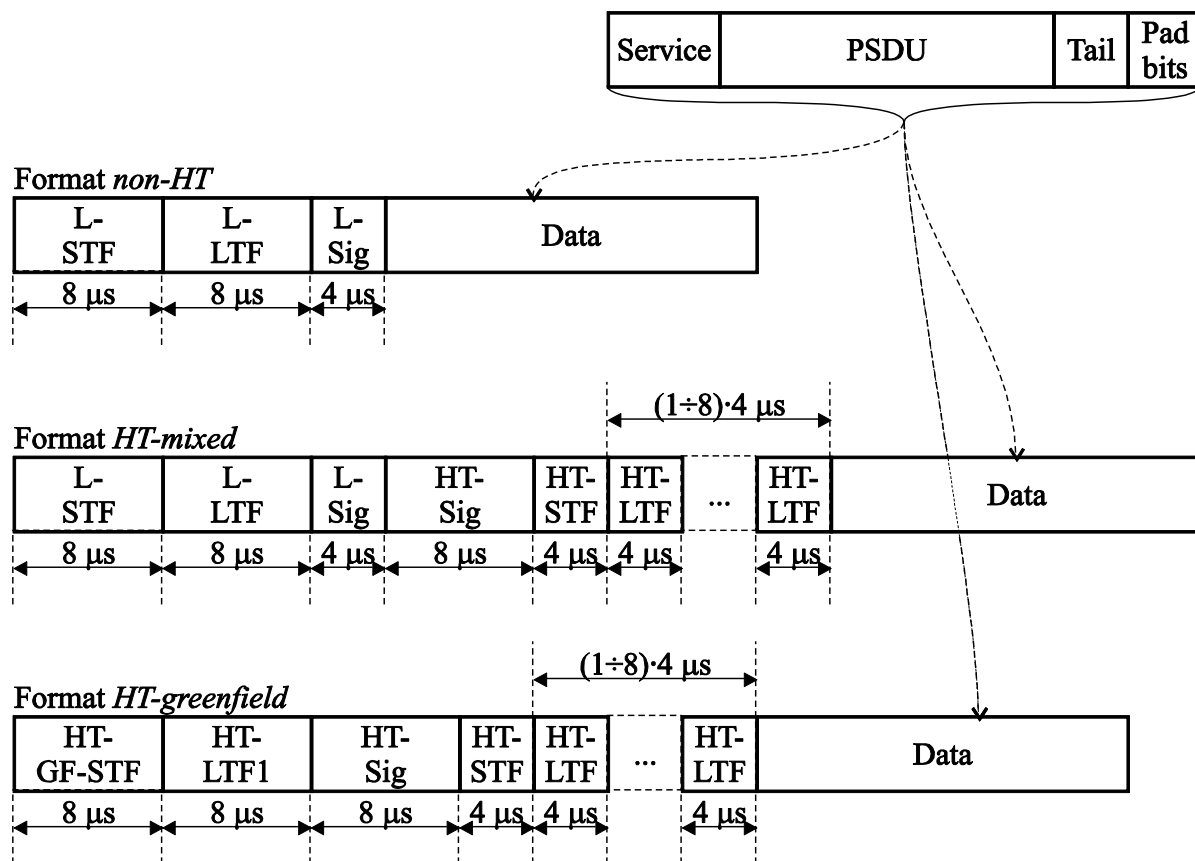 Service PSDU Tail Pad bits
Format non-HT
L-STF L-LTF L-Sig Data
8 μs 8 μs 4 μs
(1÷8)·4 μs
Format HT-mixed
L-STF L-LTF L-Sig HT-Sig HT-STF HT-LTF ... HT-LTF Data
8 μs 8 μs 4 μs 8 μs 4 μs 4 μs 4 μs
(1÷8)·4 μs
Format HT-greenfield
HT-GF-STF HT-LTF1 HT-Sig HT-STF HT-LTF ... HT-LTF Data
8 μs 8 μs 8 μs 4 μs 4 μs 4 μs